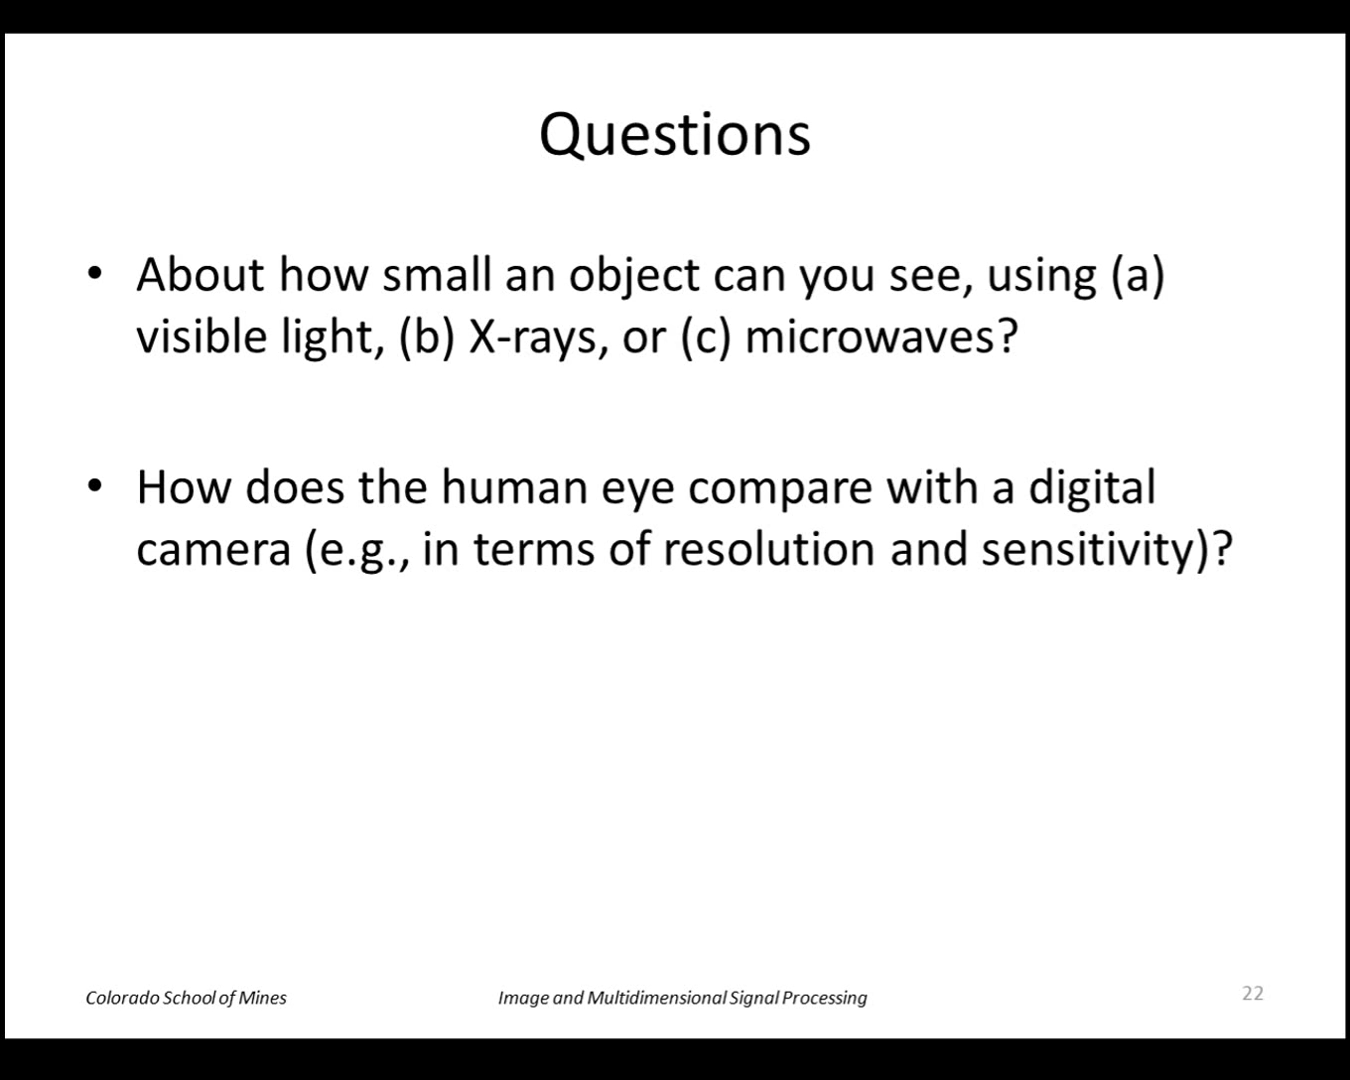 Questions
• About how small an object can you see, using (a)
visible light, (b) X-rays, or (c) microwaves?
• How does the human eye compare with a digital
camera (e.g., in terms of resolution and sensitivity)?
Colorado School of Mines
Image and Multidimensional Signal Processing
22